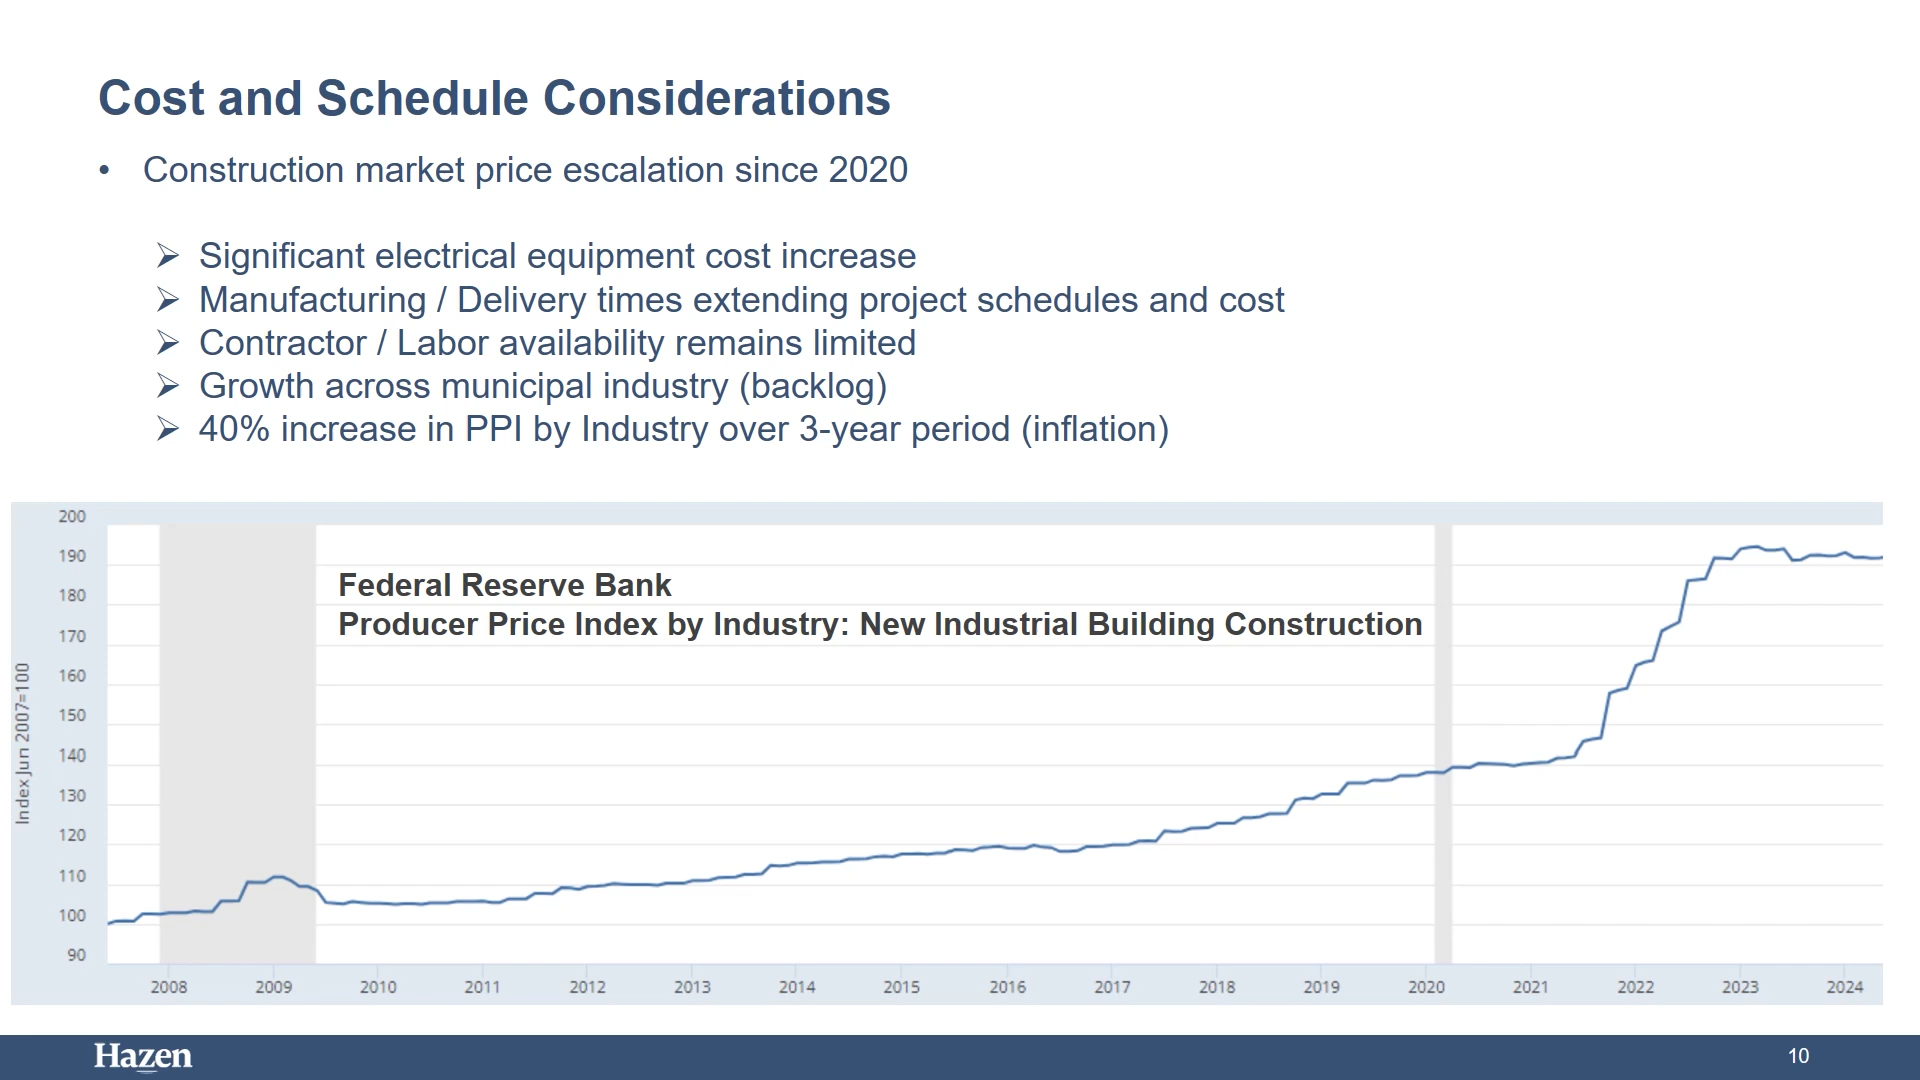 Cost and Schedule Considerations
• Construction market price escalation since 2020
➢ Significant electrical equipment cost increase
➢ Manufacturing / Delivery times extending project schedules and cost
➢ Contractor / Labor availability remains limited
➢ Growth across municipal industry (backlog)
➢ 40% increase in PPI by Industry over 3-year period (inflation)
Federal Reserve Bank
Producer Price Index by Industry: New Industrial Building Construction
Index Jun 2007=100
200
190
180
170
160
150
140
130
120
110
100
90
2008 2009 2010 2011 2012 2013 2014 2015 2016 2017 2018 2019 2020 2021 2022 2023 2024
Hazen
10